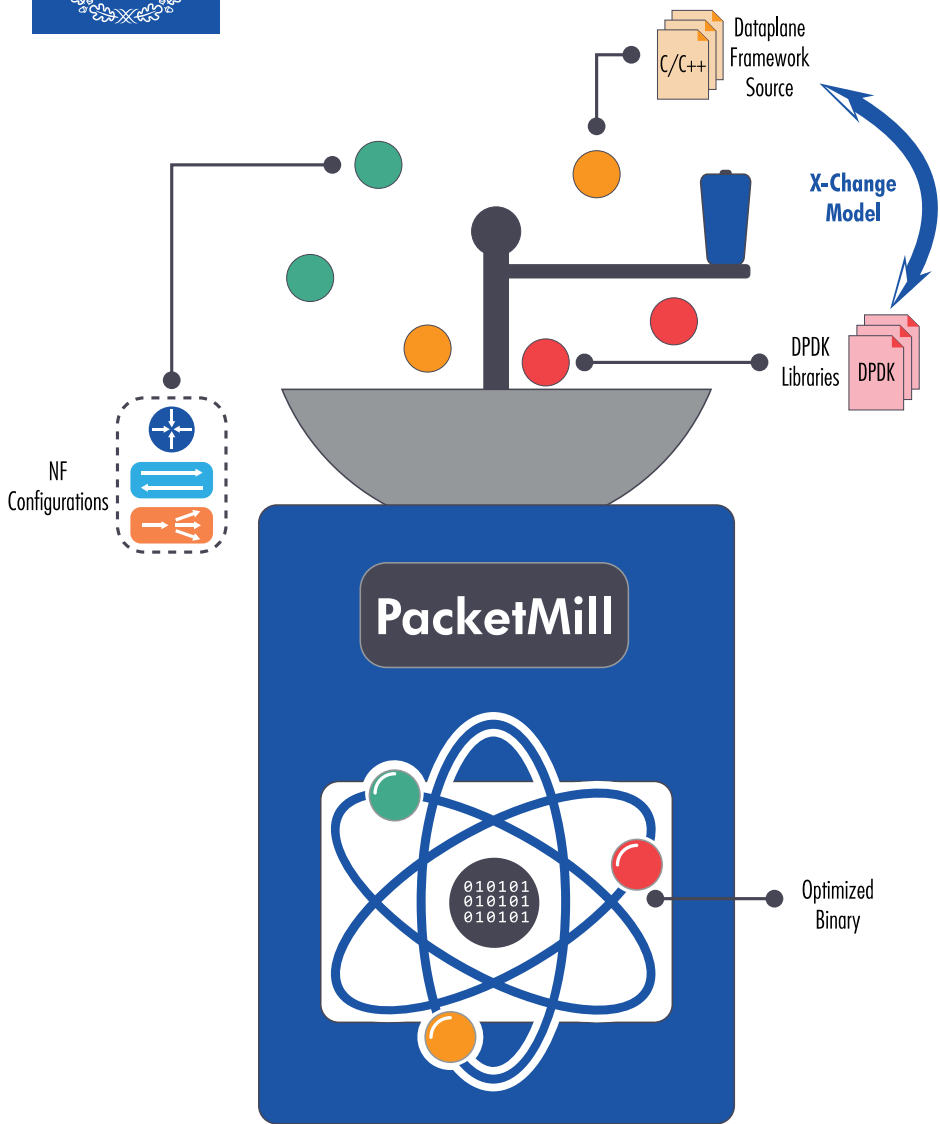 Dataplane
Framework
Source
C/C++
X-Change
Model
DPDK
Libraries
DPDK
NF
Configurations
PacketMill
010101
010101
010101
Optimized
Binary